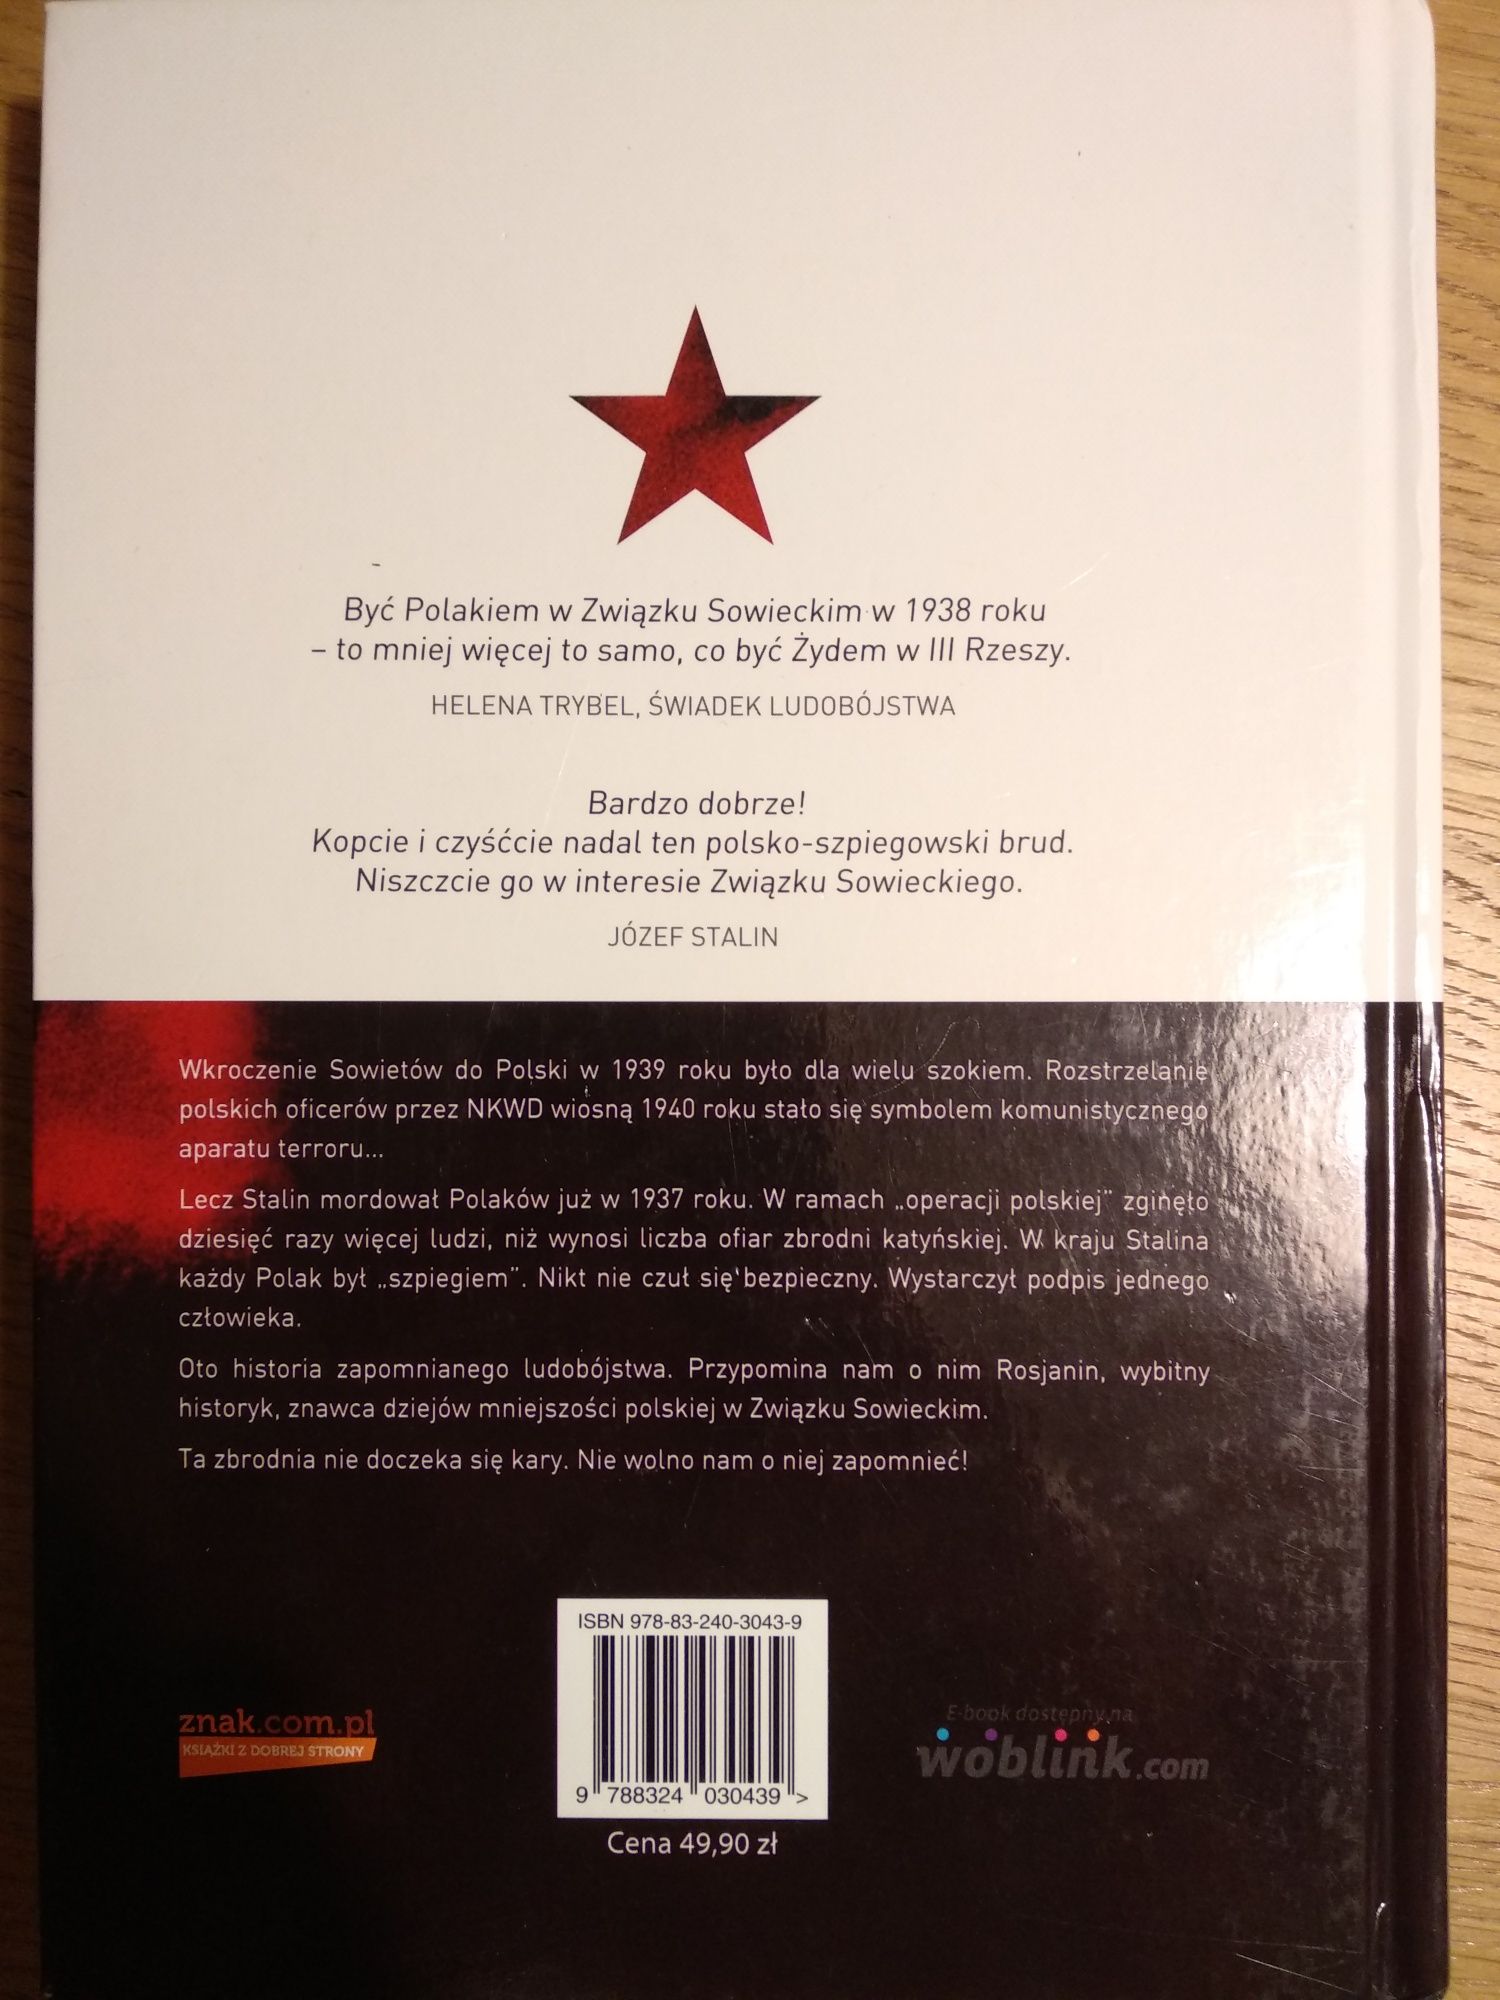 Być Polakiem w Związku Sowieckim w 1938 roku
– to mniej więcej to samo, co być Żydem w III Rzeszy.
HELENA TRYBEL, ŚWIADEK LUDOBÓJSTWA
Bardzo dobrze!
Kopcie i czyśćcie nadal ten polsko-szpiegowski brud.
Niszczcie go w interesie Związku Sowieckiego.
JÓZEF STALIN
Wkroczenie Sowietów do Polski w 1939 roku było dla wielu szokiem. Rozstrzelanie
polskich oficerów przez NKWD wiosną 1940 roku stało się symbolem komunistycznego
aparatu terroru...
Lecz Stalin mordował Polaków już w 1937 roku. W ramach „operacji polskiej” zginęło
dziesięć razy więcej ludzi, niż wynosi liczba ofiar zbrodni katyńskiej. W kraju Stalina
każdy Polak był „szpiegiem”. Nikt nie czuł się bezpieczny. Wystarczył podpis jednego
człowieka.
Oto historia zapomnianego ludobójstwa. Przypomina nam o nim Rosjanin, wybitny
historyk, znawca dziejów mniejszości polskiej w Związku Sowieckim.
Ta zbrodnia nie doczeka się kary. Nie wolno nam o niej zapomnieć!
ISBN 978-83-240-3043-9
9 788324 030439 >
Cena 49,90 zł
znak.com.pl
KSIĄŻKI Z DOBREJ STRONY
E-book dostępny na
woblink.com